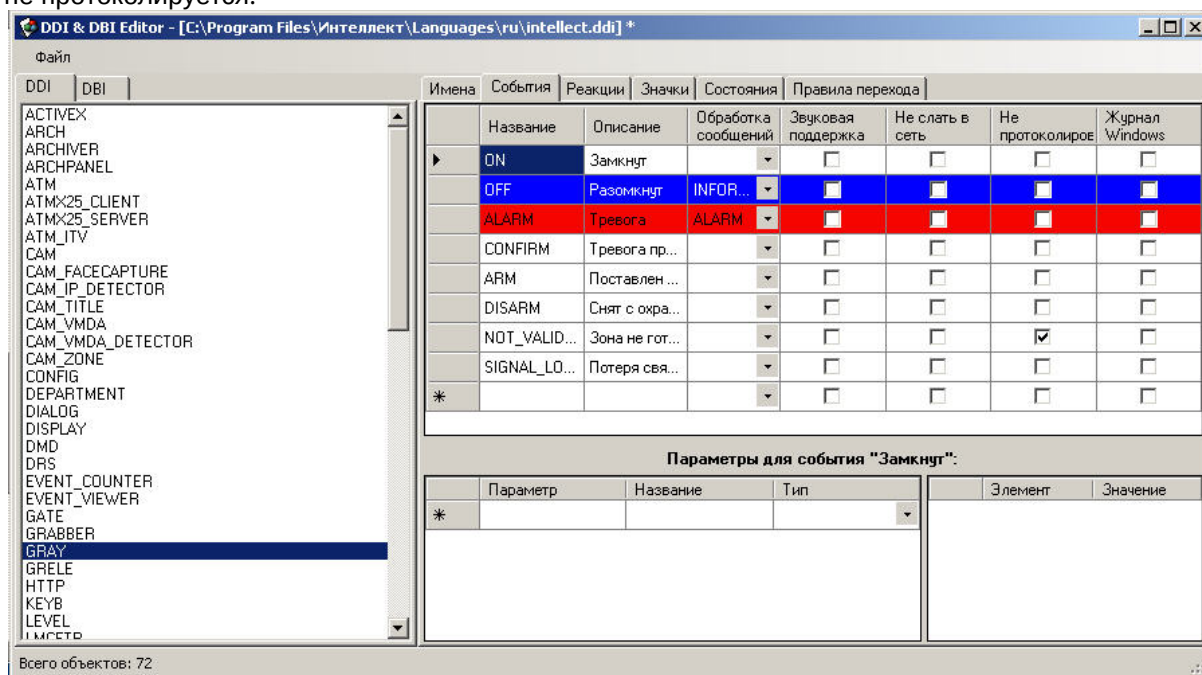 не протоколируется.
DDI & DBI Editor - [C:\Program Files\Интеллект\Languages\ru\intellect.ddi] *
Файл
DDI DBI
ACTIVEX
ARCH
ARCHIVER
ARCHPANEL
ATM
ATMX25_CLIENT
ATMX25_SERVER
ATM_ITV
CAM
CAM_FACECAPTURE
CAM_IP_DETECTOR
CAM_TITLE
CAM_VMDA
CAM_VMDA_DETECTOR
CAM_ZONE
CONFIG
DEPARTMENT
DIALOG
DISPLAY
DMD
DRS
EVENT_COUNTER
EVENT_VIEWER
GATE
GRABBER
GRAY
GRELE
HTTP
KEYB
LEVEL
Имена События Реакции Значки Состояния Правила перехода
Название Описание Обработка сообщений Звуковая поддержка Не слать в сеть Не протоколиров Журнал Windows
ON Замкнут
OFF Разомкнут INFOR...
ALARM Тревога ALARM
CONFIRM Тревога пр...
ARM Поставлен ...
DISARM Снят с охра...
NOT_VALID... Зона не гот...
SIGNAL_LO... Потеря свя...
Параметры для события "Замкнут":
Параметр Название Тип
Элемент Значение
Всего объектов: 72